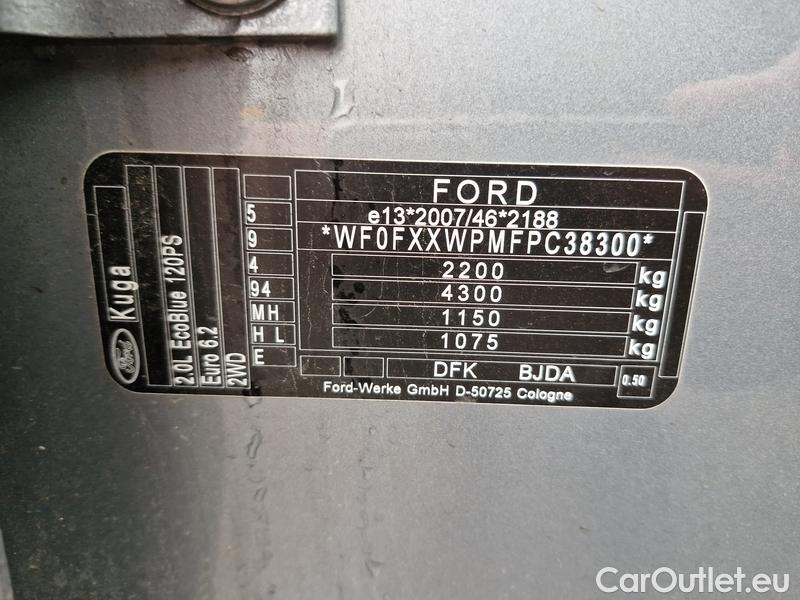 FORD
e13*2007/46*2188
*WF0FXXWPMFPC38300*
2200 kg
4300 kg
1150 kg
1075 kg
DFK BJDA 0.50
Ford-Werke GmbH D-50725 Cologne
5
9
4
94
MH
H L
E
Ford Kuga
2.0L EcoBlue 120PS
Euro 6.2
2WD
CarOutlet.eu